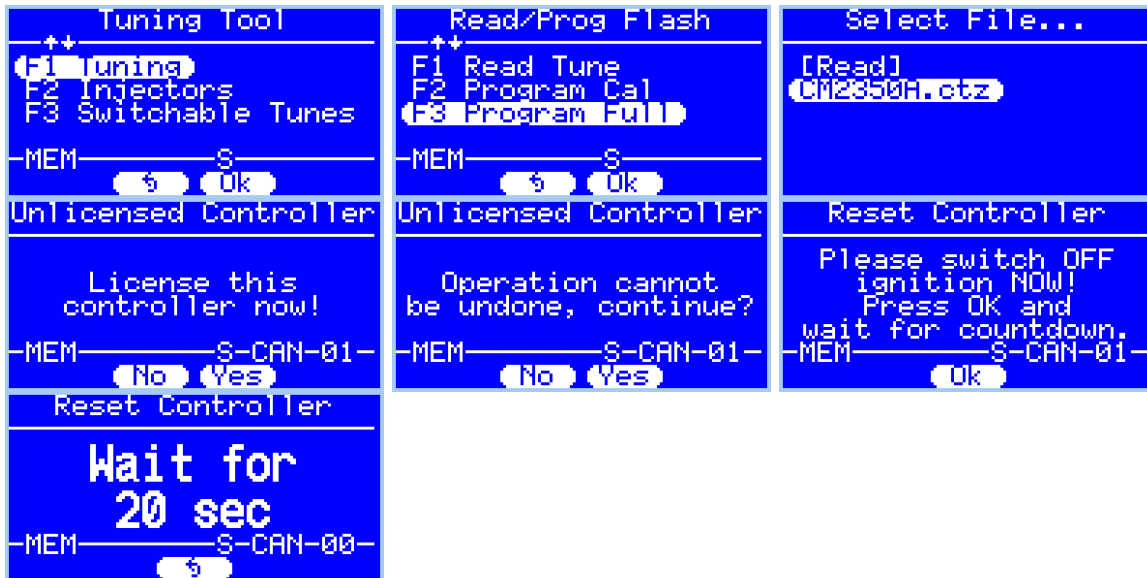 Tuning Tool
F1 Tuning
F2 Injectors
F3 Switchable Tunes
MEM S
Ok
Read/Prog Flash
F1 Read Tune
F2 Program Cal
F3 Program Full
MEM S
Ok
Select File...
[Read]
CM2350A.ctz
Unlicensed Controller
License this
controller now!
MEM S-CAN-01
No Yes
Unlicensed Controller
Operation cannot
be undone, continue?
MEM S-CAN-01
No Yes
Reset Controller
Please switch OFF
ignition NOW!
Press OK and
wait for countdown.
MEM S-CAN-01
Ok
Reset Controller
Wait for
20 sec
MEM S-CAN-00